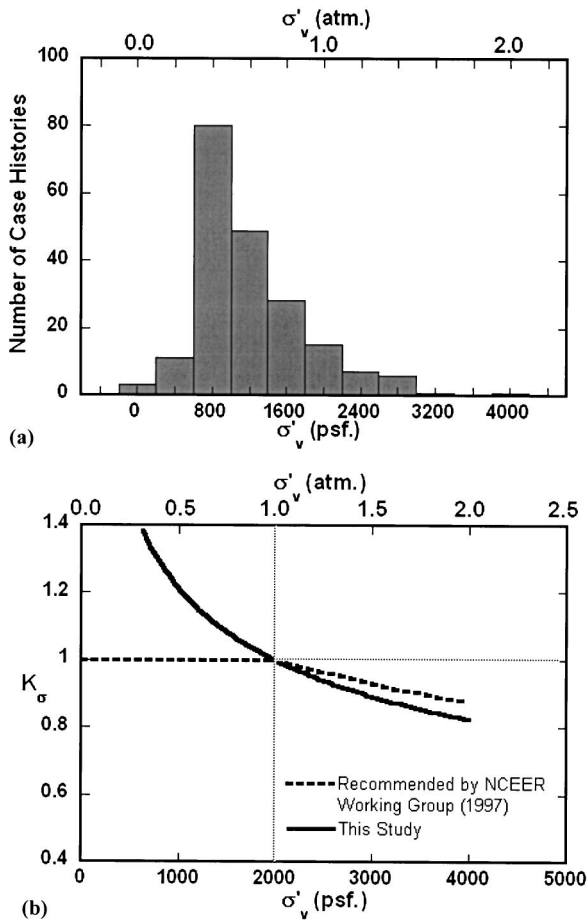 σ'v (atm.)
0.0 1.0 2.0
Number of Case Histories
100
80
60
40
20
0
0 800 1600 2400 3200 4000
σ'v (psf.)
(a)
σ'v (atm.)
0.0 0.5 1.0 1.5 2.0 2.5
1.4
1.2
1
Kσ
0.8
0.6
0.4
Recommended by NCEER
Working Group (1997)
This Study
0 1000 2000 3000 4000 5000
σ'v (psf.)
(b)